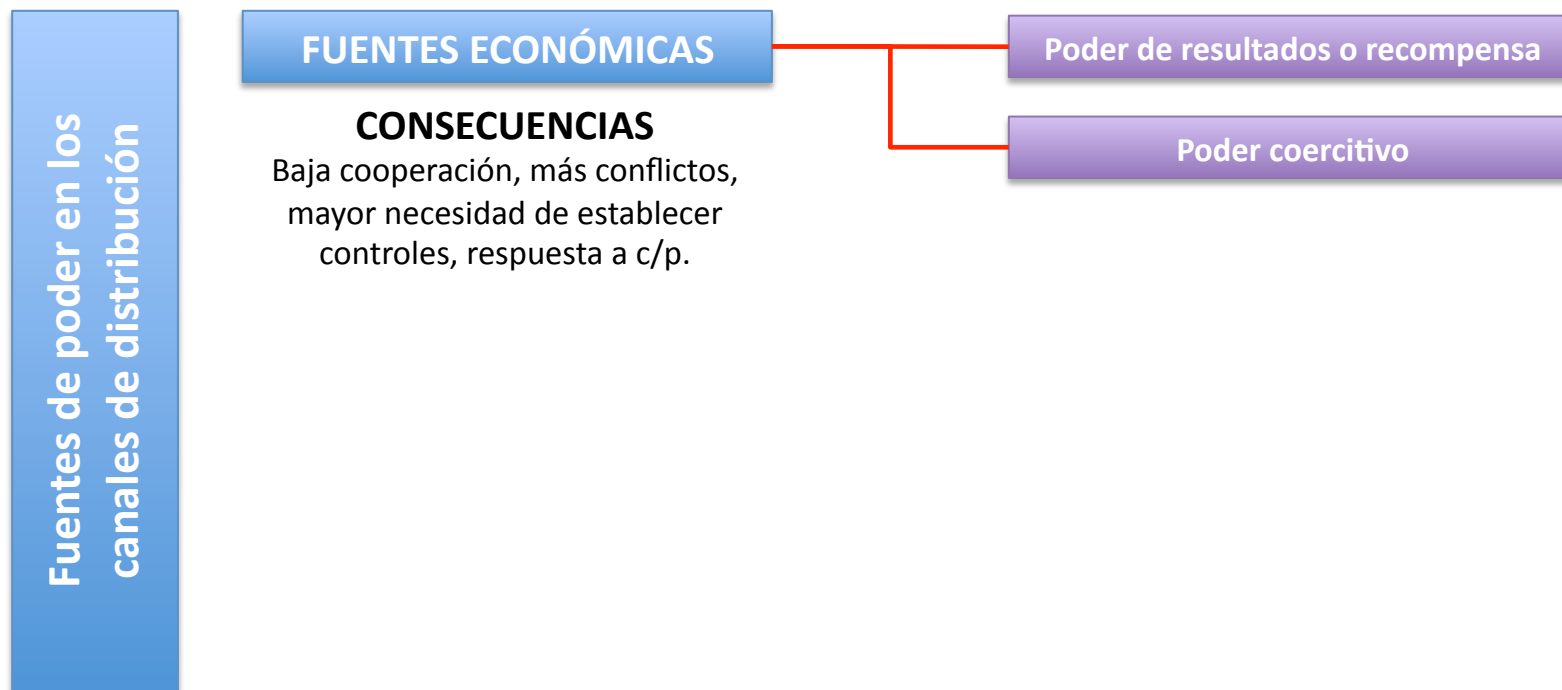 Fuentes de poder en los
canales de distribución
FUENTES ECONÓMICAS
CONSECUENCIAS
Baja cooperación, más conflictos,
mayor necesidad de establecer
controles, respuesta a c/p.
Poder de resultados o recompensa
Poder coercitivo